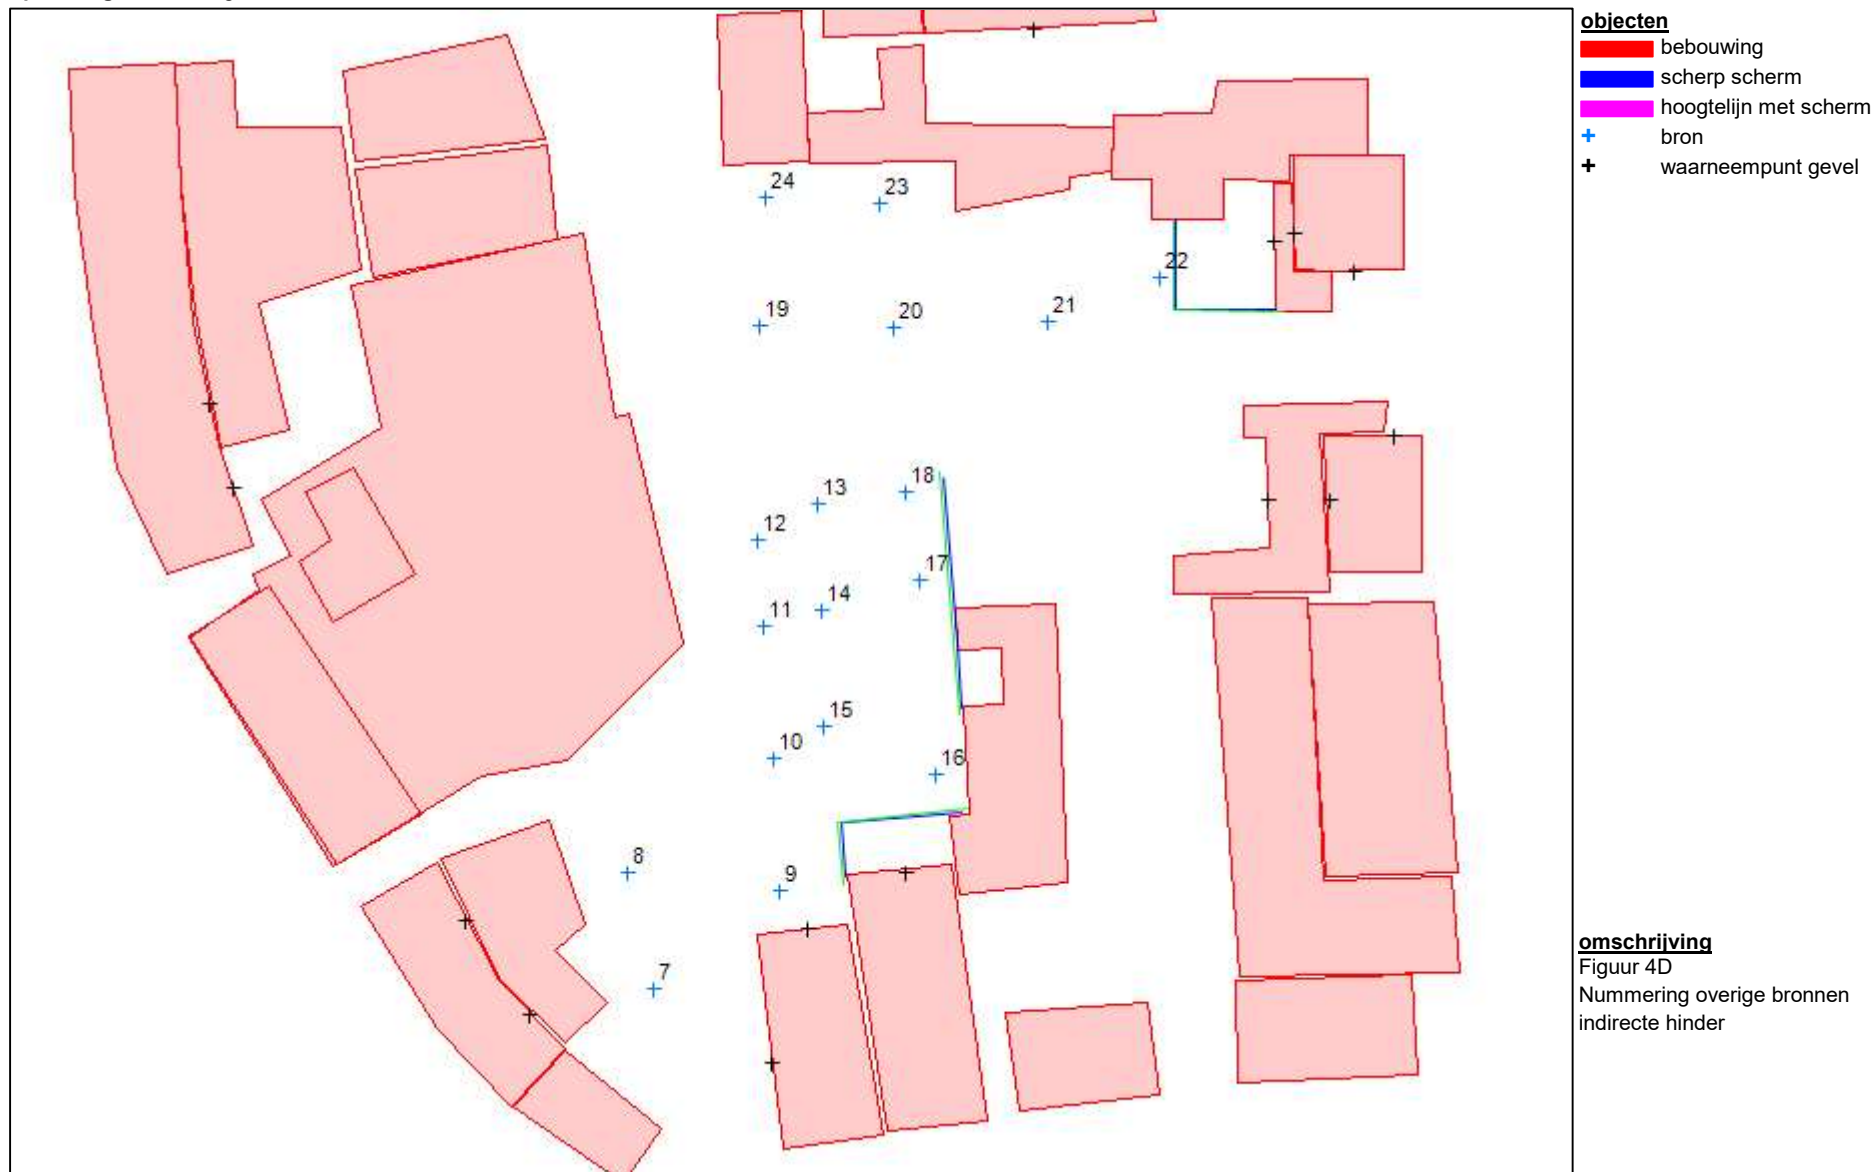 objecten
bebouwing
scherp scherm
hoogtelijn met scherm
bron
waarneempunt gevel
24
23
22
19
20
21
18
13
12
17
14
11
15
10
16
8
9
7
omschrijving
Figuur 4D
Nummering overige bronnen
indirecte hinder